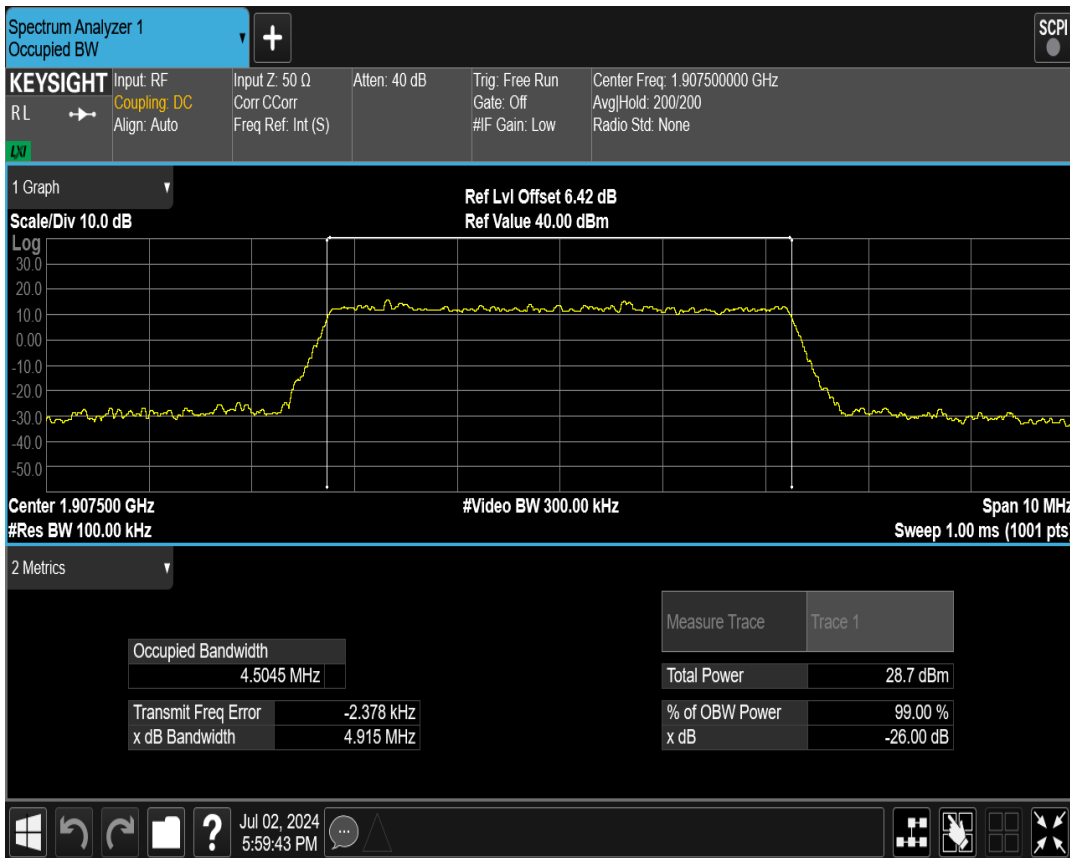 Spectrum Analyzer 1
Occupied BW
+
SCPI
KEYSIGHT
R L
LXI
Input: RF
Coupling: DC
Align: Auto
Input Z: 50 Ω
Corr CCorr
Freq Ref: Int (S)
Atten: 40 dB
Trig: Free Run
Gate: Off
#IF Gain: Low
Center Freq: 1.907500000 GHz
Avg|Hold: 200/200
Radio Std: None
1 Graph
Scale/Div 10.0 dB
Ref Lvl Offset 6.42 dB
Ref Value 40.00 dBm
Log
30.0
20.0
10.0
0.00
-10.0
-20.0
-30.0
-40.0
-50.0
Center 1.907500 GHz
#Video BW 300.00 kHz
Span 10 MHz
#Res BW 100.00 kHz
Sweep 1.00 ms (1001 pts)
2 Metrics
Measure Trace Trace 1
Occupied Bandwidth
4.5045 MHz
Total Power 28.7 dBm
Transmit Freq Error -2.378 kHz
% of OBW Power 99.00 %
x dB Bandwidth 4.915 MHz
x dB -26.00 dB
?
Jul 02, 2024
5:59:43 PM